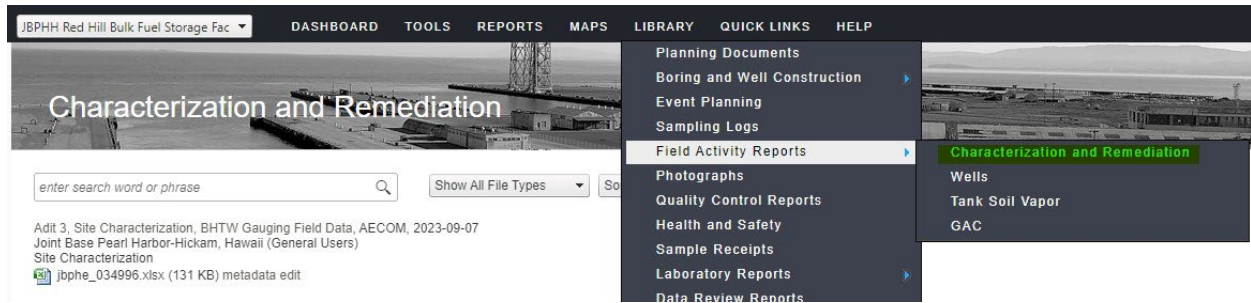 JBPHH Red Hill Bulk Fuel Storage Fac DASHBOARD TOOLS REPORTS MAPS LIBRARY QUICK LINKS HELP
Characterization and Remediation
enter search word or phrase
Show All File Types
So
Adit 3, Site Characterization, BHTW Gauging Field Data, AECOM, 2023-09-07
Joint Base Pearl Harbor-Hickam, Hawaii (General Users)
Site Characterization
jbphe_034996.xlsx (131 KB) metadata edit
Planning Documents
Boring and Well Construction
Event Planning
Sampling Logs
Field Activity Reports
Photographs
Quality Control Reports
Health and Safety
Sample Receipts
Laboratory Reports
Data Review Reports
Characterization and Remediation
Wells
Tank Soil Vapor
GAC